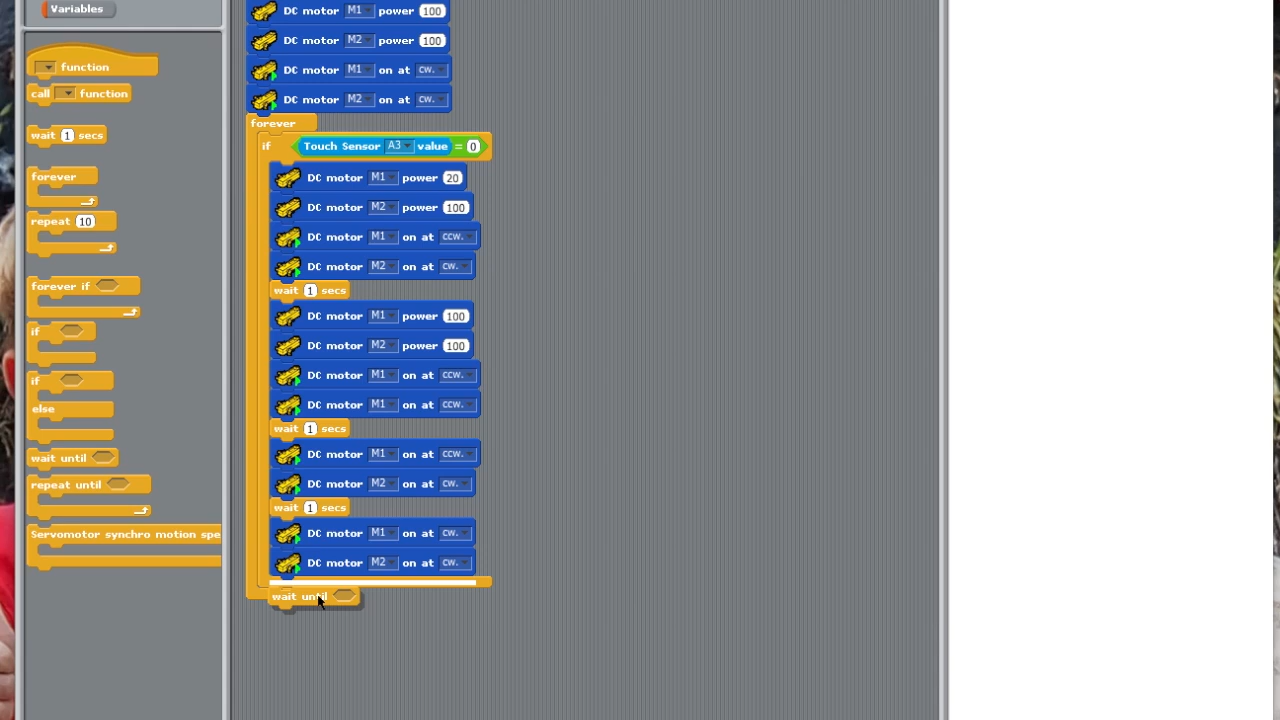 Variables
function
call function
wait 1 secs
forever
repeat 10
forever if
if
if
else
wait until
repeat until
Servomotor synchro motion spe
DC motor M1 power 100
DC motor M2 power 100
DC motor M1 on at cw.
DC motor M2 on at cw.
forever
if Touch Sensor A3 value = 0
DC motor M1 power 20
DC motor M2 power 100
DC motor M1 on at ccw.
DC motor M2 on at cw.
wait 1 secs
DC motor M1 power 100
DC motor M2 power 100
DC motor M1 on at ccw.
DC motor M1 on at ccw.
wait 1 secs
DC motor M1 on at ccw.
DC motor M2 on at cw.
wait 1 secs
DC motor M1 on at cw.
DC motor M2 on at cw.
wait until